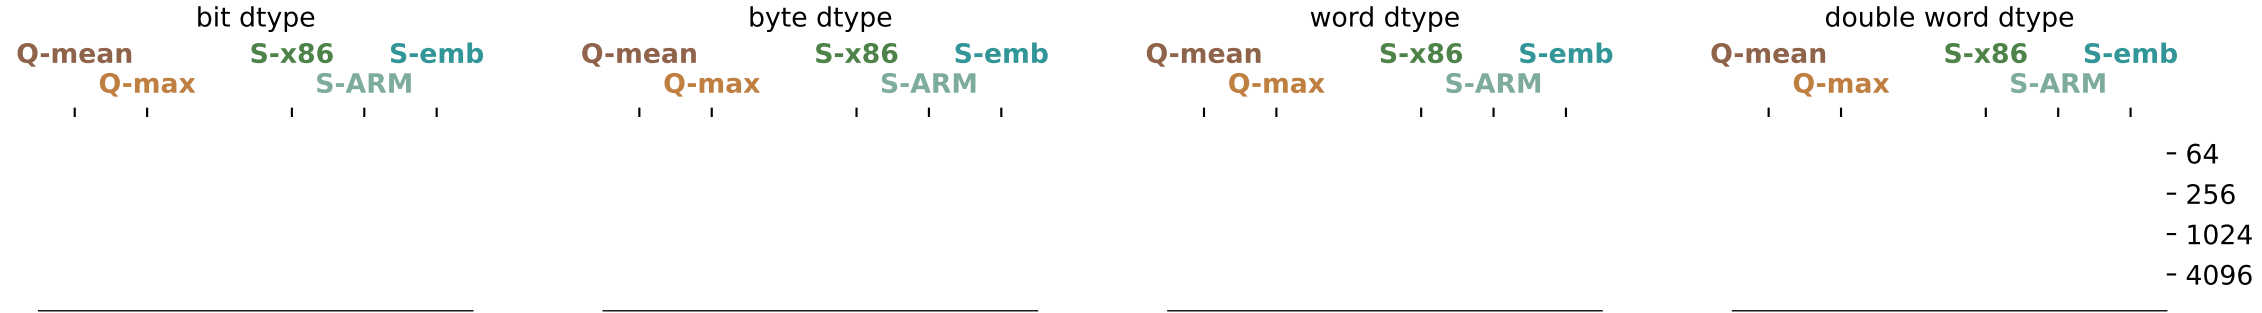 bit dtype byte dtype word dtype double word dtype
Q-mean S-x86 S-emb Q-mean S-x86 S-emb Q-mean S-x86 S-emb Q-mean S-x86 S-emb
Q-max S-ARM Q-max S-ARM Q-max S-ARM Q-max S-ARM
64
256
1024
4096